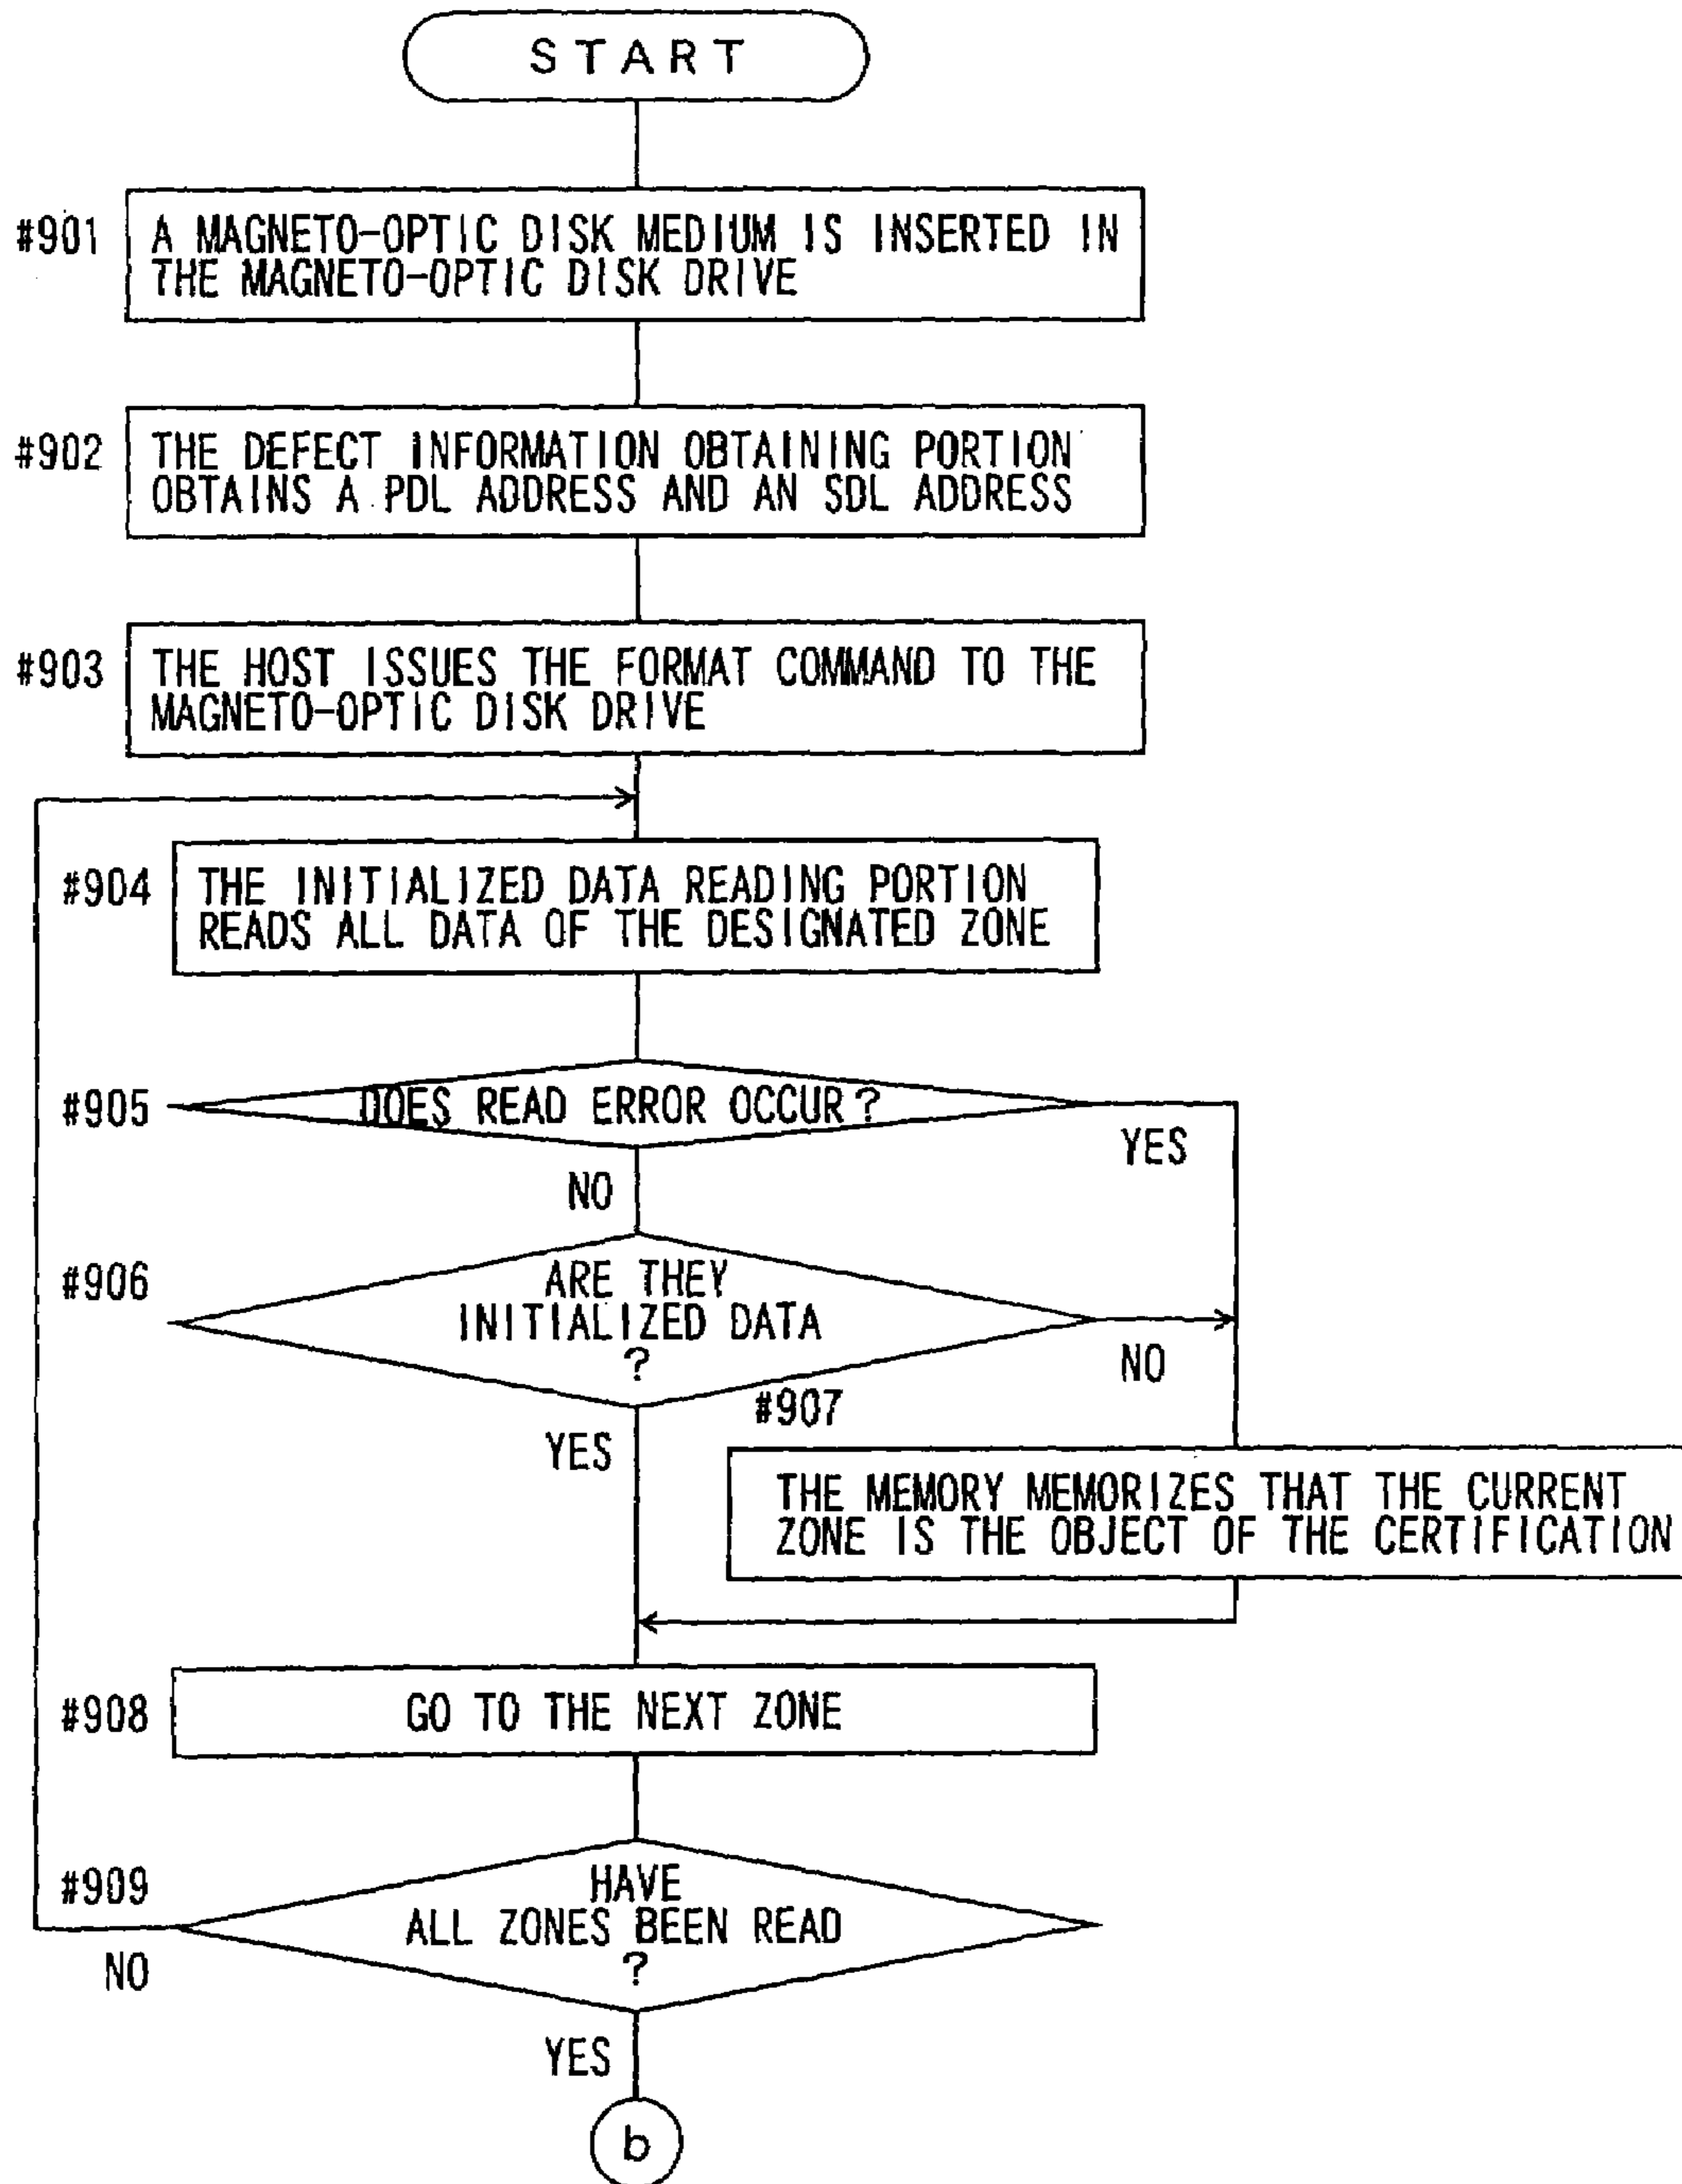 START
#901
A MAGNETO-OPTIC DISK MEDIUM IS INSERTED IN
THE MAGNETO-OPTIC DISK DRIVE
#902
THE DEFECT INFORMATION OBTAINING PORTION
OBTAINS A PDL ADDRESS AND AN SDL ADDRESS
#903
THE HOST ISSUES THE FORMAT COMMAND TO THE
MAGNETO-OPTIC DISK DRIVE
#904
THE INITIALIZED DATA READING PORTION
READS ALL DATA OF THE DESIGNATED ZONE
#905
DOES READ ERROR OCCUR?
YES
NO
#906
ARE THEY
INITIALIZED DATA
?
NO
YES
#907
THE MEMORY MEMORIZES THAT THE CURRENT
ZONE IS THE OBJECT OF THE CERTIFICATION
#908
GO TO THE NEXT ZONE
#909
HAVE
ALL ZONES BEEN READ
?
NO
YES
b